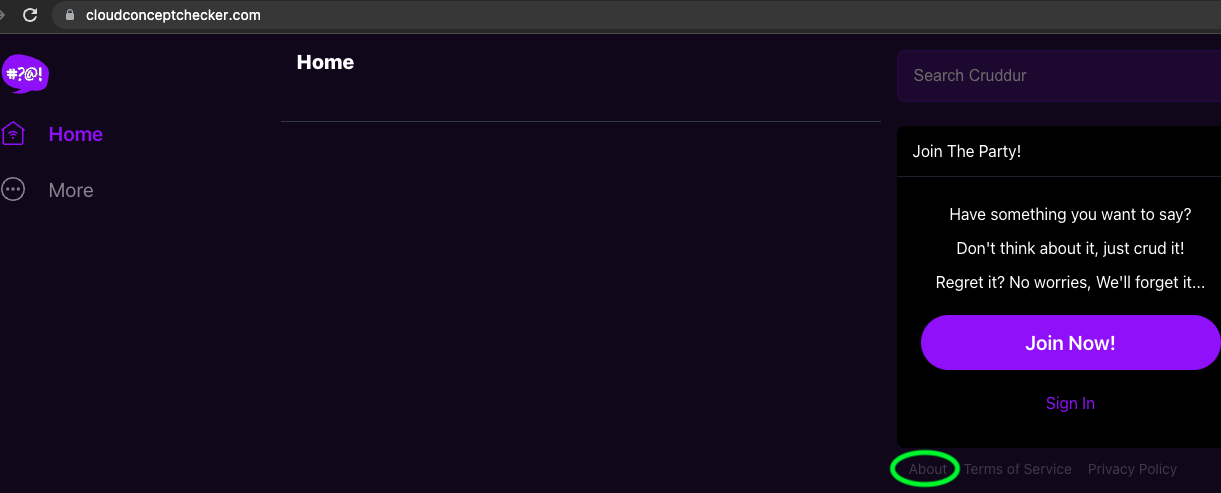 cloudconceptchecker.com
#?@!
Home
More
Home
Search Cruddur
Join The Party!
Have something you want to say?
Don't think about it, just crud it!
Regret it? No worries, We'll forget it...
Join Now!
Sign In
About Terms of Service Privacy Policy